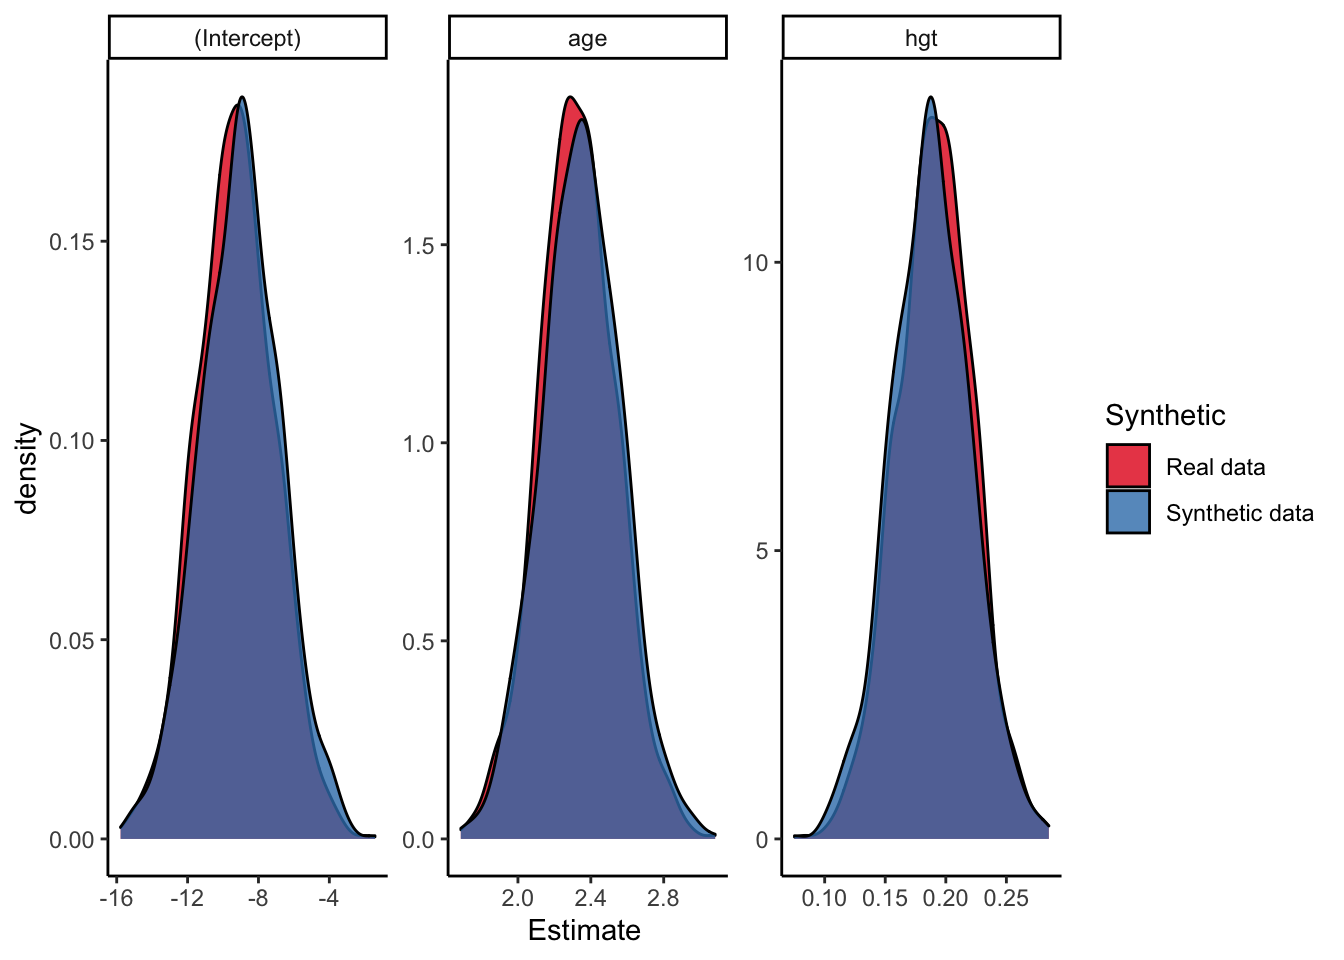 (Intercept) age hgt
density
0.15
0.10
0.05
0.00
1.5
1.0
0.5
0.0
10
5
0
-16 -12 -8 -4
2.0 2.4 2.8
0.10 0.15 0.20 0.25
Estimate
Synthetic
Real data
Synthetic data